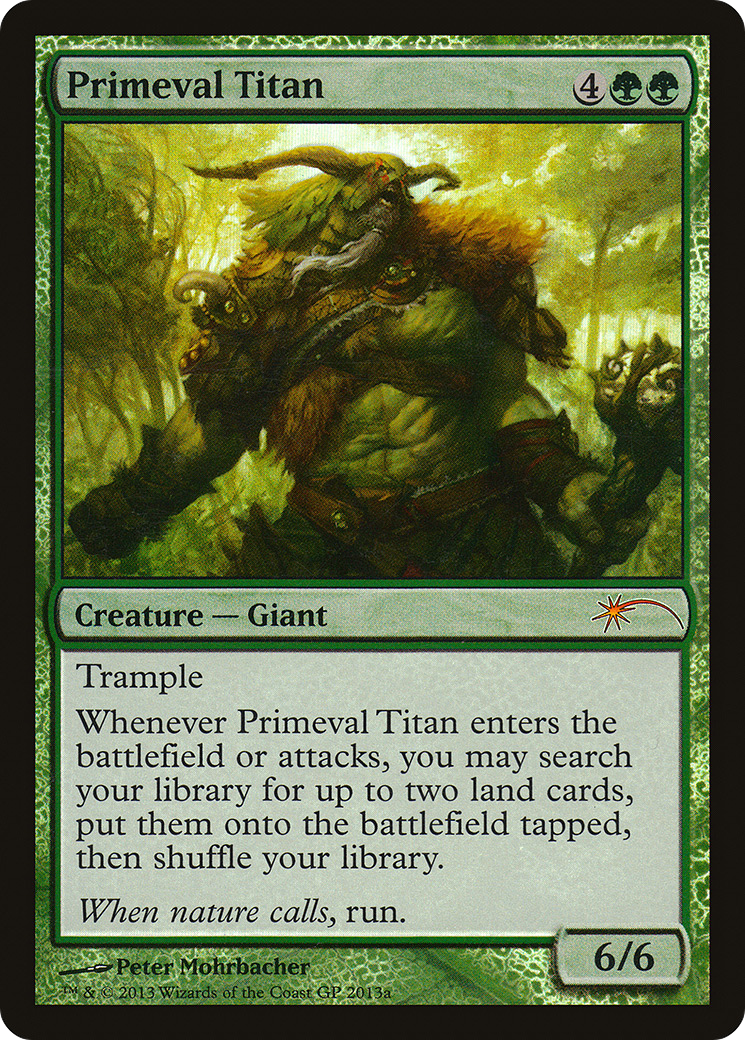 Primeval Titan 4
Creature — Giant
Trample
Whenever Primeval Titan enters the
battlefield or attacks, you may search
your library for up to two land cards,
put them onto the battlefield tapped,
then shuffle your library.
When nature calls, run.
6/6
Peter Mohrbacher
™ & © 2013 Wizards of the Coast GP 2013a